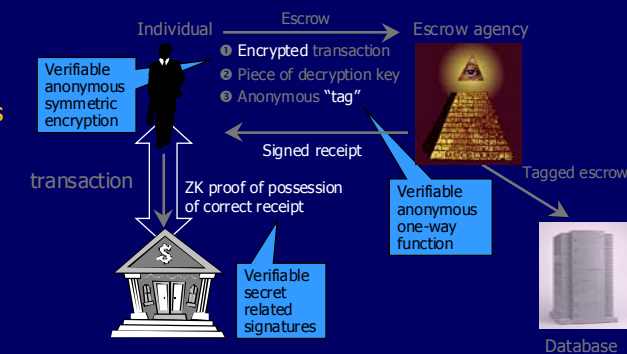 Escrow
Individual
Escrow agency
❶ Encrypted transaction
❷ Piece of decryption key
❸ Anonymous “tag”
Verifiable
anonymous
symmetric
encryption
s
Signed receipt
transaction
ZK proof of possession
of correct receipt
Verifiable
anonymous
one-way
function
Tagged escrow
$
Verifiable
secret
related
signatures
Database